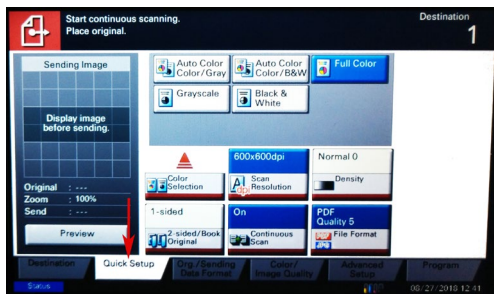 Start continuous scanning.
Place original.
Destination
1
Sending Image
Display image
before sending.
Original : ---
Zoom : 100%
Send : ---
Preview
Auto Color
Color/Gray
Auto Color
Color/B&W
Full Color
Grayscale
Black &
White
Color
Selection
600x600dpi
dpi
Scan
Resolution
Normal 0
Density
1-sided
2-sided/Book
Original
On
Continuous
Scan
PDF
Quality 5
File Format
Destination
Quick Setup
Org./Sending
Data Format
Color/
Image Quality
Advanced
Setup
Program
Status
08/27/2018 12:41